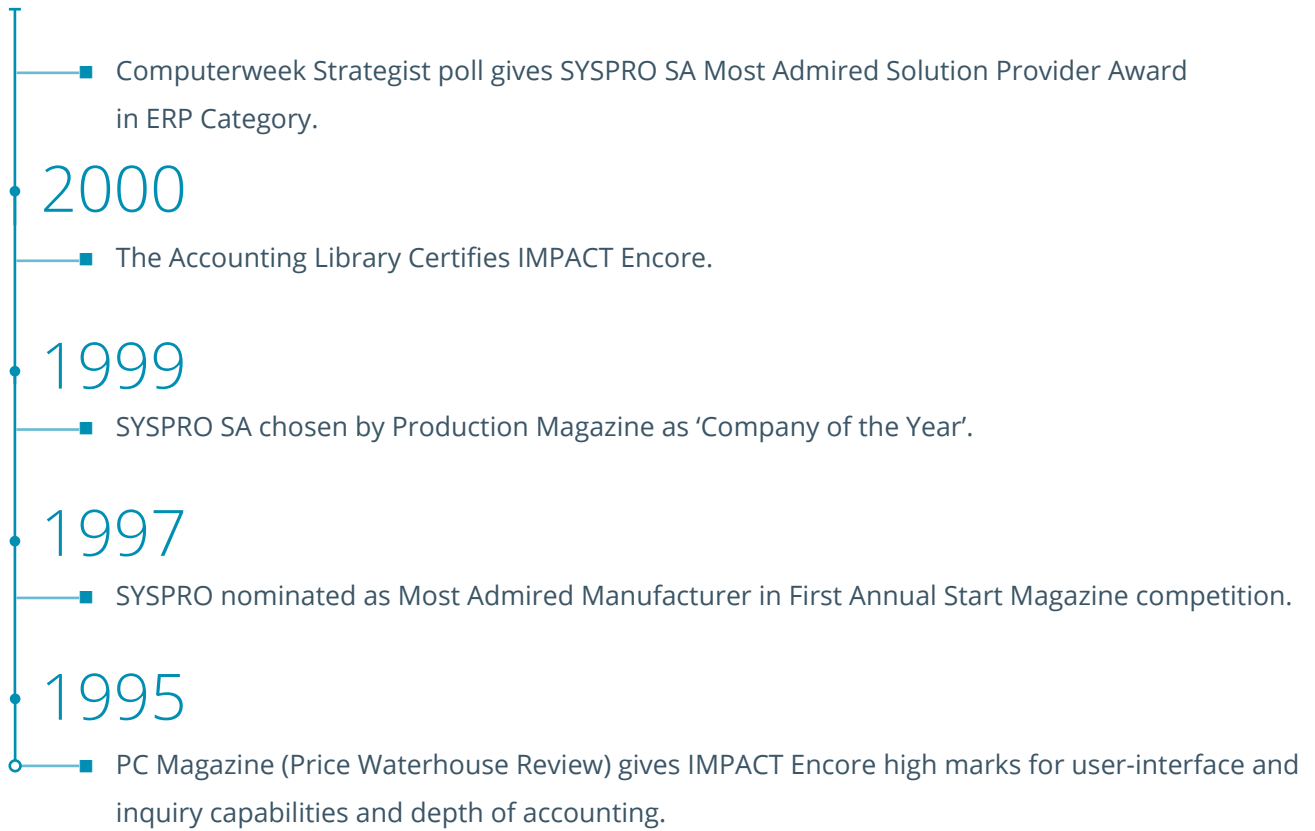 Computerweek Strategist poll gives SYSPRO SA Most Admired Solution Provider Award
in ERP Category.
2000
The Accounting Library Certifies IMPACT Encore.
1999
SYSPRO SA chosen by Production Magazine as ‘Company of the Year’.
1997
SYSPRO nominated as Most Admired Manufacturer in First Annual Start Magazine competition.
1995
PC Magazine (Price Waterhouse Review) gives IMPACT Encore high marks for user-interface and
inquiry capabilities and depth of accounting.